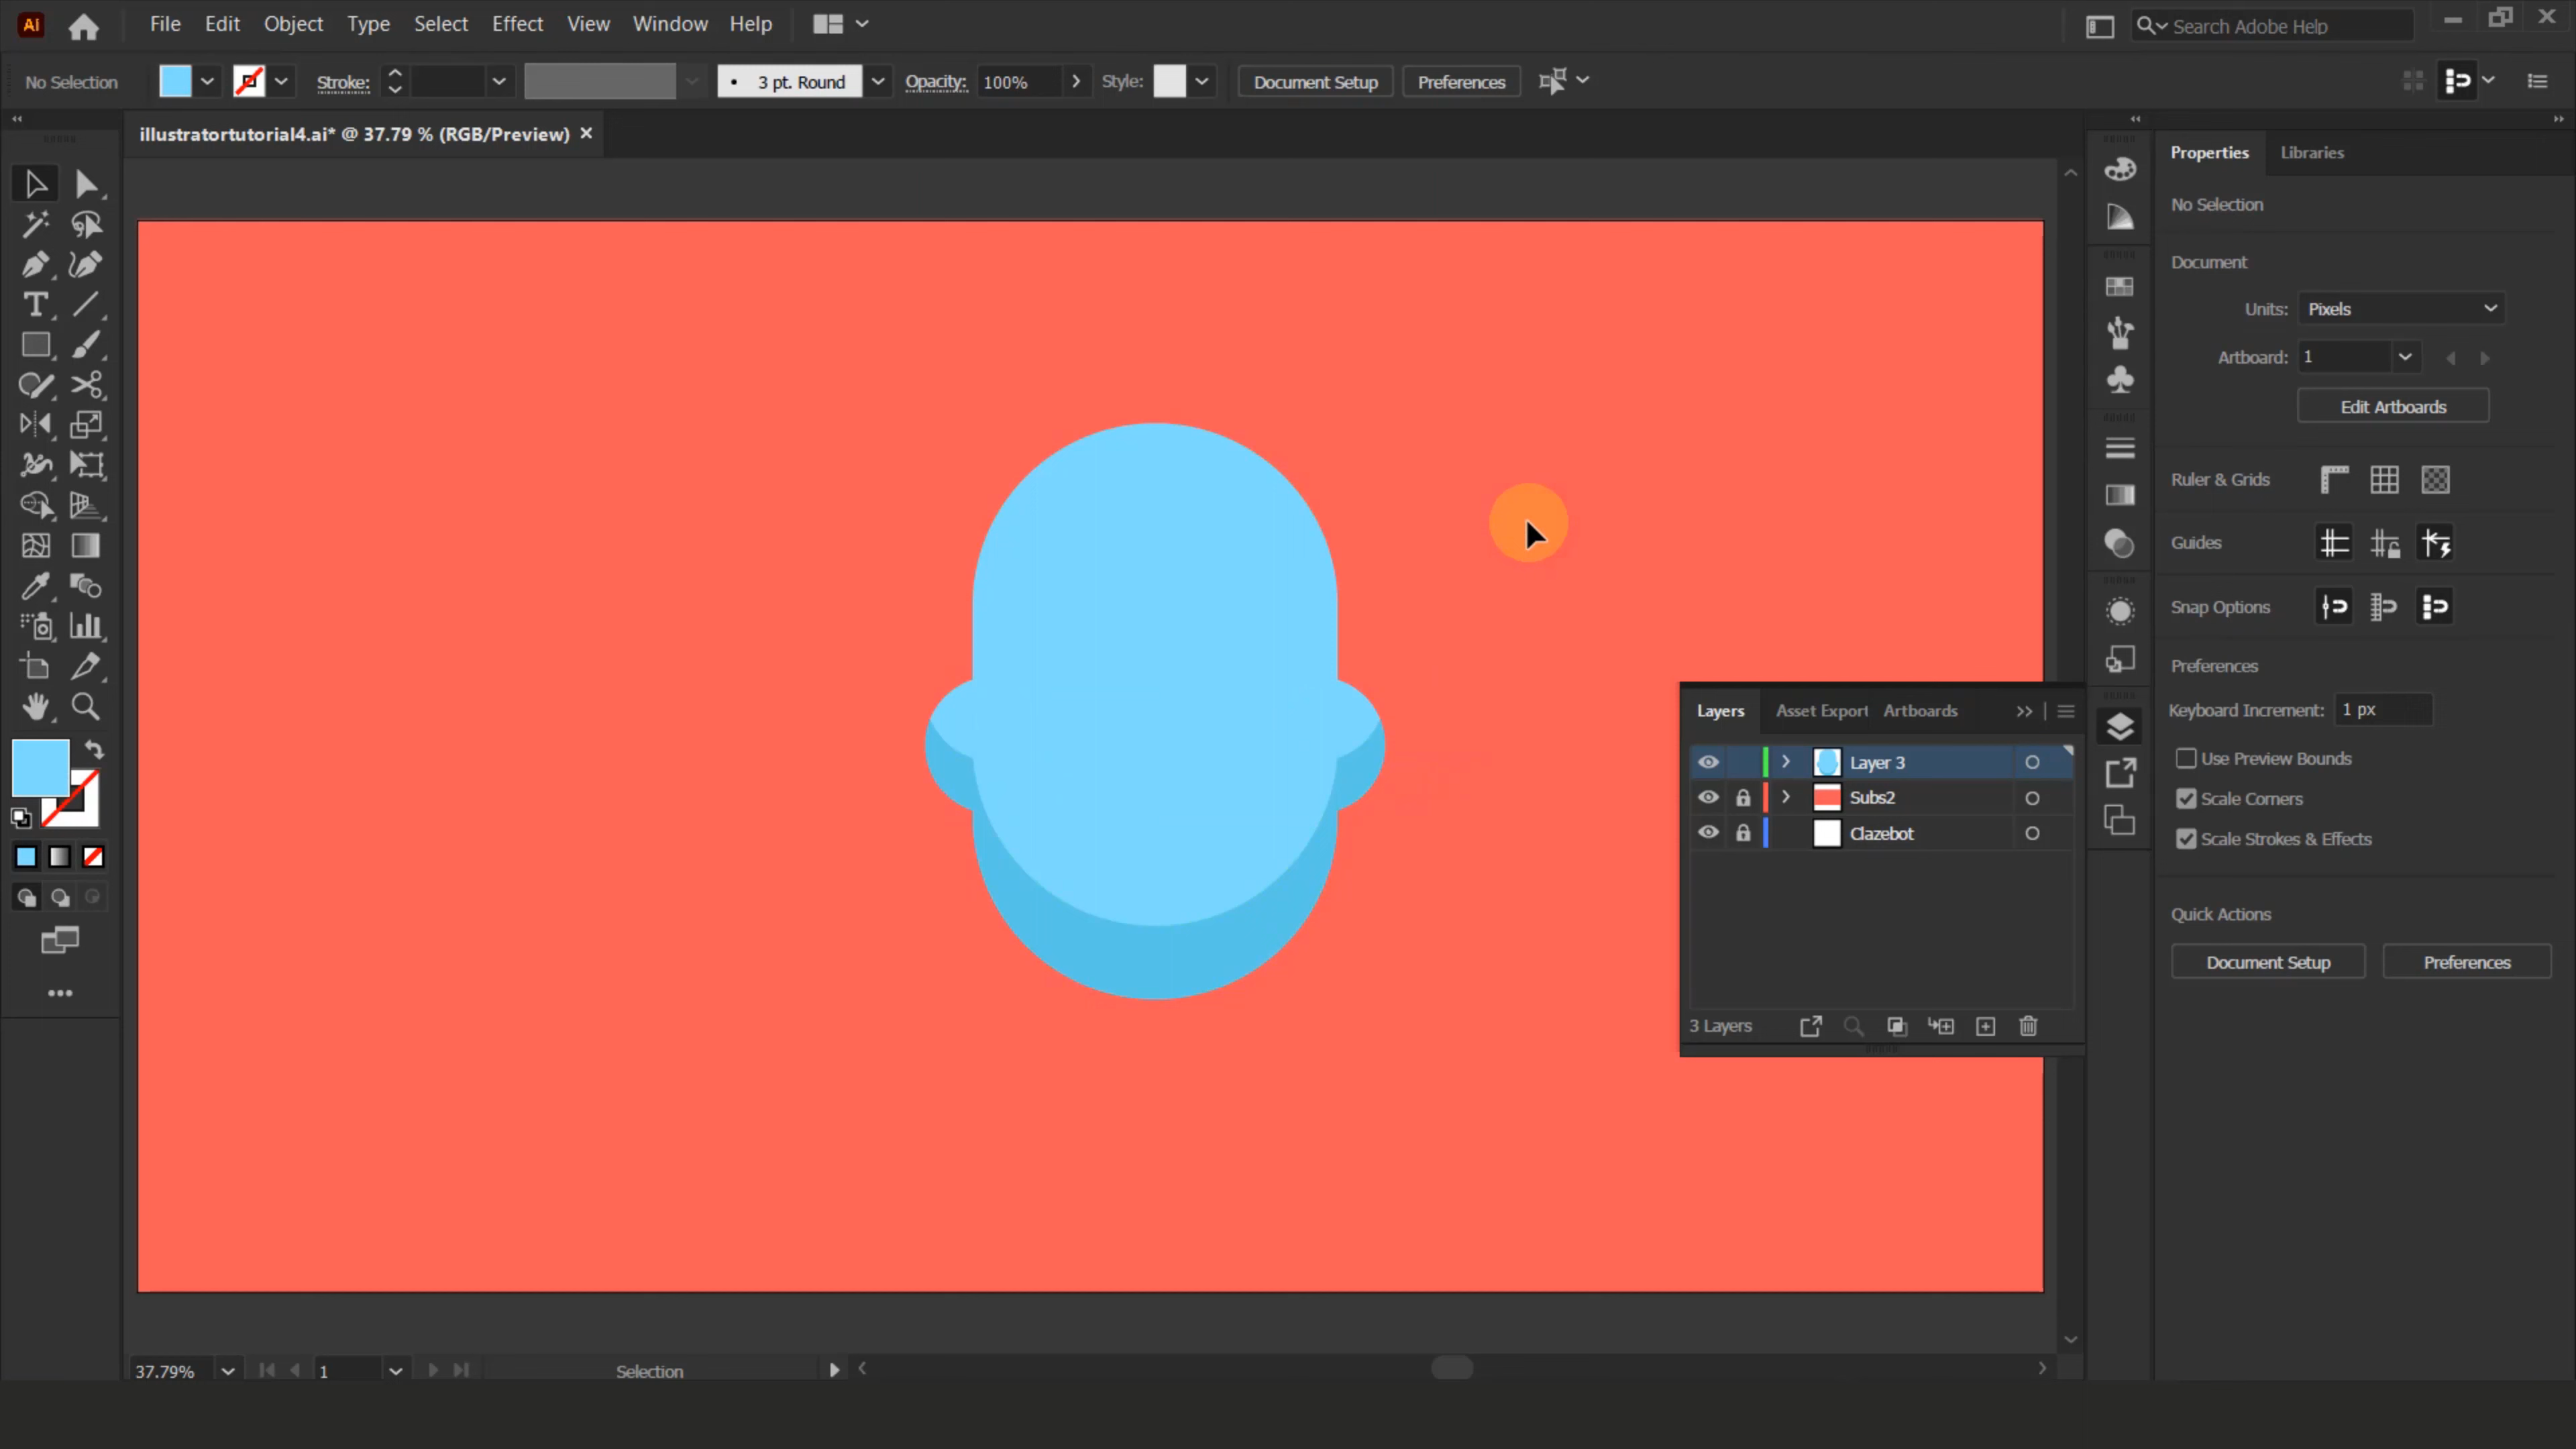 Ai File Edit Object Type Select Effect View Window Help Search Adobe Help
No Selection Stroke: 3 pt. Round Opacity: 100% Style: Document Setup Preferences
illustratortutorial4.ai* @ 37.79 % (RGB/Preview)
Properties Libraries
No Selection
Document
Units: Pixels
Artboard: 1
Edit Artboards
Ruler & Grids
Guides
Snap Options
Preferences
Keyboard Increment: 1 px
Use Preview Bounds
Scale Corners
Scale Strokes & Effects
Quick Actions
Document Setup Preferences
Layers Asset Export Artboards
Layer 3
Subs2
Clazebot
3 Layers
37.79% 1 Selection